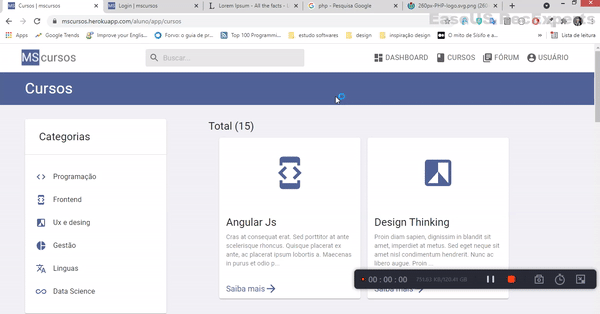 Cursos | mscursos
Login | mscursos
Lorem Ipsum - All the facts - L
php - Pesquisa Google
280px-PHP-logo.svg.png (28
EaseUS RecExperts
mscursos.herokuapp.com/aluno/app/cursos
Apps
Google Trends
Improve your Englis...
Forvo: o guia de pr...
Top 100 Programmin...
estudo softwares
design
inspiração design
O mito de Sísifo e a...
Lista de leitura
MScursos
Buscar...
DASHBOARD
CURSOS
FÓRUM
USUÁRIO
Cursos
Categorias
Programação
Frontend
Ux e desing
Gestão
Linguas
Data Science
Total (15)
Angular Js
Cras at consequat erat. Sed porttitor at ante
scelerisque rhoncus. Quisque placerat ex
ante, ac placerat ipsum lobortis a. Maecenas
in purus et odio p...
Saiba mais
Design Thinking
Proin diam sapien, dignissim in blandit sit
amet, imperdiet at metus. Sed eget neque sit
amet nisl condimentum hendrerit. Nunc ac
libero augue. Proin ...
Saiba mais
00 : 00 : 00